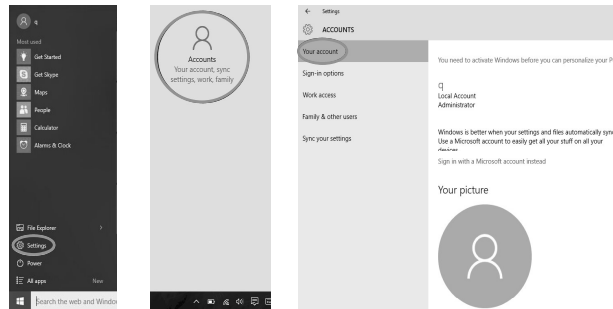 q
Most used
Get Started
Get Skype
Maps
People
Calculator
Alarms & Clock
File Explorer
Settings
Power
All apps
New
Search the web and Windo
Accounts
Your account, sync
settings, work, family
Settings
ACCOUNTS
Your account
Sign-in options
Work access
Family & other users
Sync your settings
You need to activate Windows before you can personalize your P
q
Local Account
Administrator
Windows is better when your settings and files automatically sync
Use a Microsoft account to easily get all your stuff on all your
devices
Sign in with a Microsoft account instead
Your picture